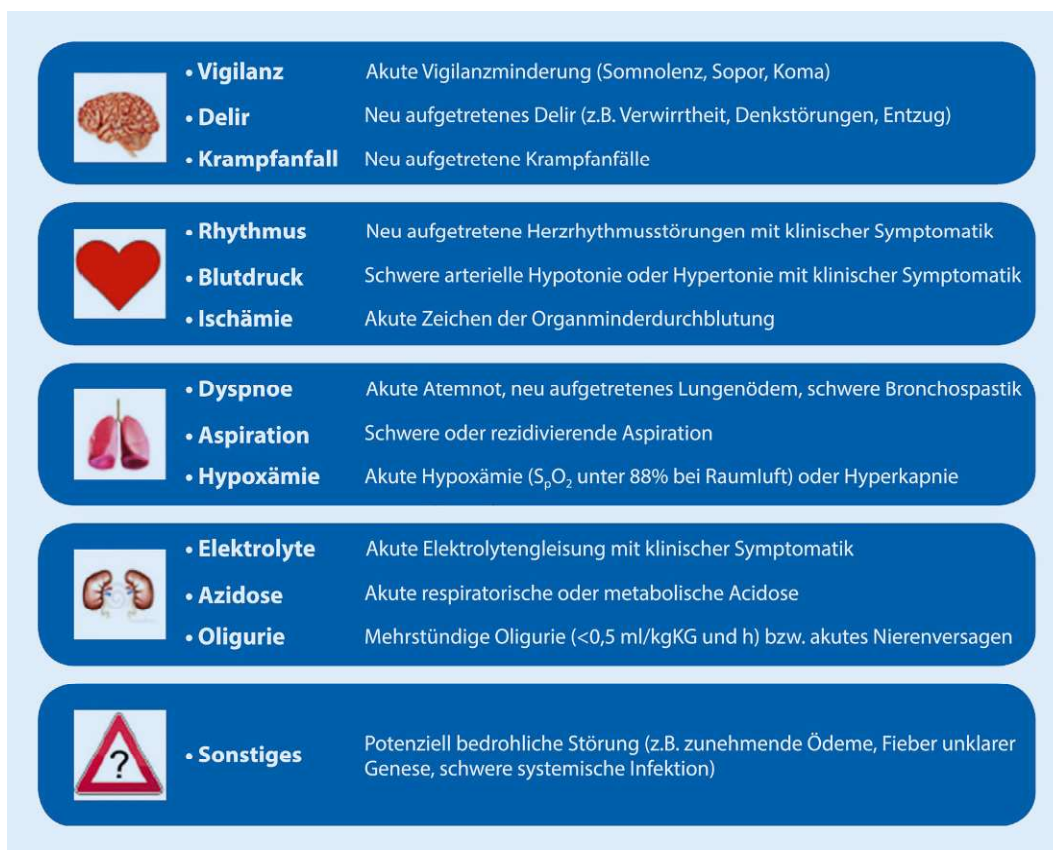 • Vigilanz Akute Vigilanzminderung (Somnolenz, Sopor, Koma)
• Delir Neu aufgetretenes Delir (z.B. Verwirrtheit, Denkstörungen, Entzug)
• Krampfanfall Neu aufgetretene Krampfanfälle
• Rhythmus Neu aufgetretene Herzrhythmusstörungen mit klinischer Symptomatik
• Blutdruck Schwere arterielle Hypotonie oder Hypertonie mit klinischer Symptomatik
• Ischämie Akute Zeichen der Organminderdurchblutung
• Dyspnoe Akute Atemnot, neu aufgetretenes Lungenödem, schwere Bronchospastik
• Aspiration Schwere oder rezidivierende Aspiration
• Hypoxämie Akute Hypoxämie (SpO2 unter 88% bei Raumluft) oder Hyperkapnie
• Elektrolyte Akute Elektrolytengleisung mit klinischer Symptomatik
• Azidose Akute respiratorische oder metabolische Acidose
• Oligurie Mehrstündige Oligurie (<0,5 ml/kgKG und h) bzw. akutes Nierenversagen
?
• Sonstiges Potenziell bedrohliche Störung (z.B. zunehmende Ödeme, Fieber unklarer
Genese, schwere systemische Infektion)